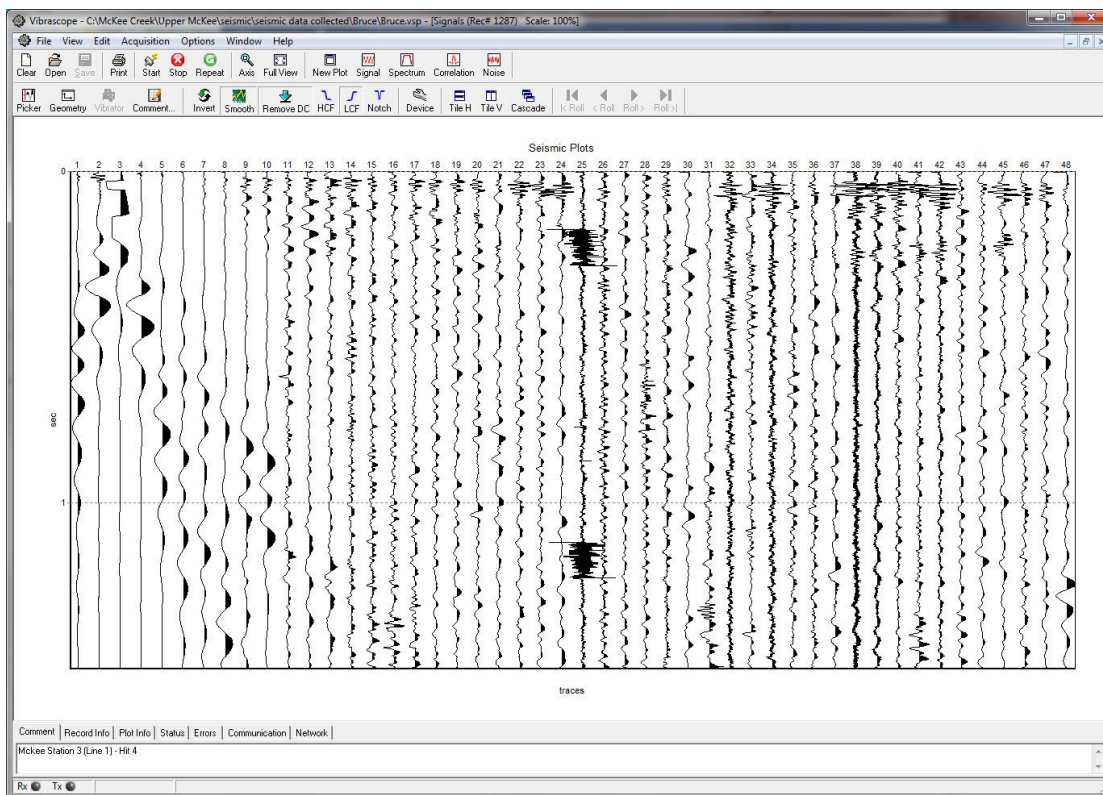 Vibrascope - C:\McKee Creek\Upper McKee\seismic\seismic data collected\Bruce\Bruce.vsp - [Signals (Rec# 1287) Scale: 100%]
File View Edit Acquisition Options Window Help
Clear Open Save Print Start Stop Repeat Axis Full View New Plot Signal Spectrum Correlation Noise
Picker Geometry Vibrator Comment... Invert Smooth Remove DC HCF LCF Notch Device Tile H Tile V Cascade |< Roll < Roll Roll > Roll >|
Seismic Plots
1 2 3 4 5 6 7 8 9 10 11 12 13 14 15 16 17 18 19 20 21 22 23 24 25 26 27 28 29 30 31 32 33 34 35 36 37 38 39 40 41 42 43 44 45 46 47 48
0
sec
1
traces
Comment Record Info Plot Info Status Errors Communication Network
Mckee Station 3 (Line 1) - Hit 4
Rx Tx